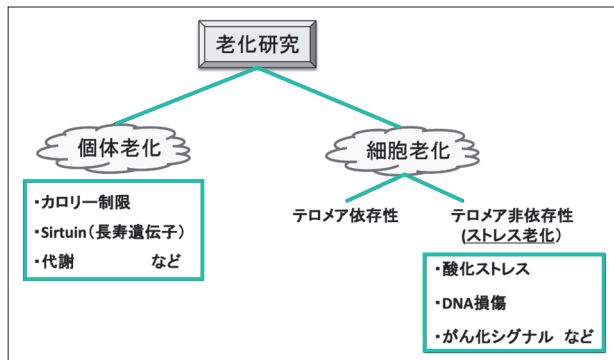 老化研究
個体老化
細胞老化
・カロリー制限
・Sirtuin(長寿遺伝子)
・代謝　　　など
テロメア依存性
テロメア非依存性
(ストレス老化)
・酸化ストレス
・DNA損傷
・がん化シグナル など